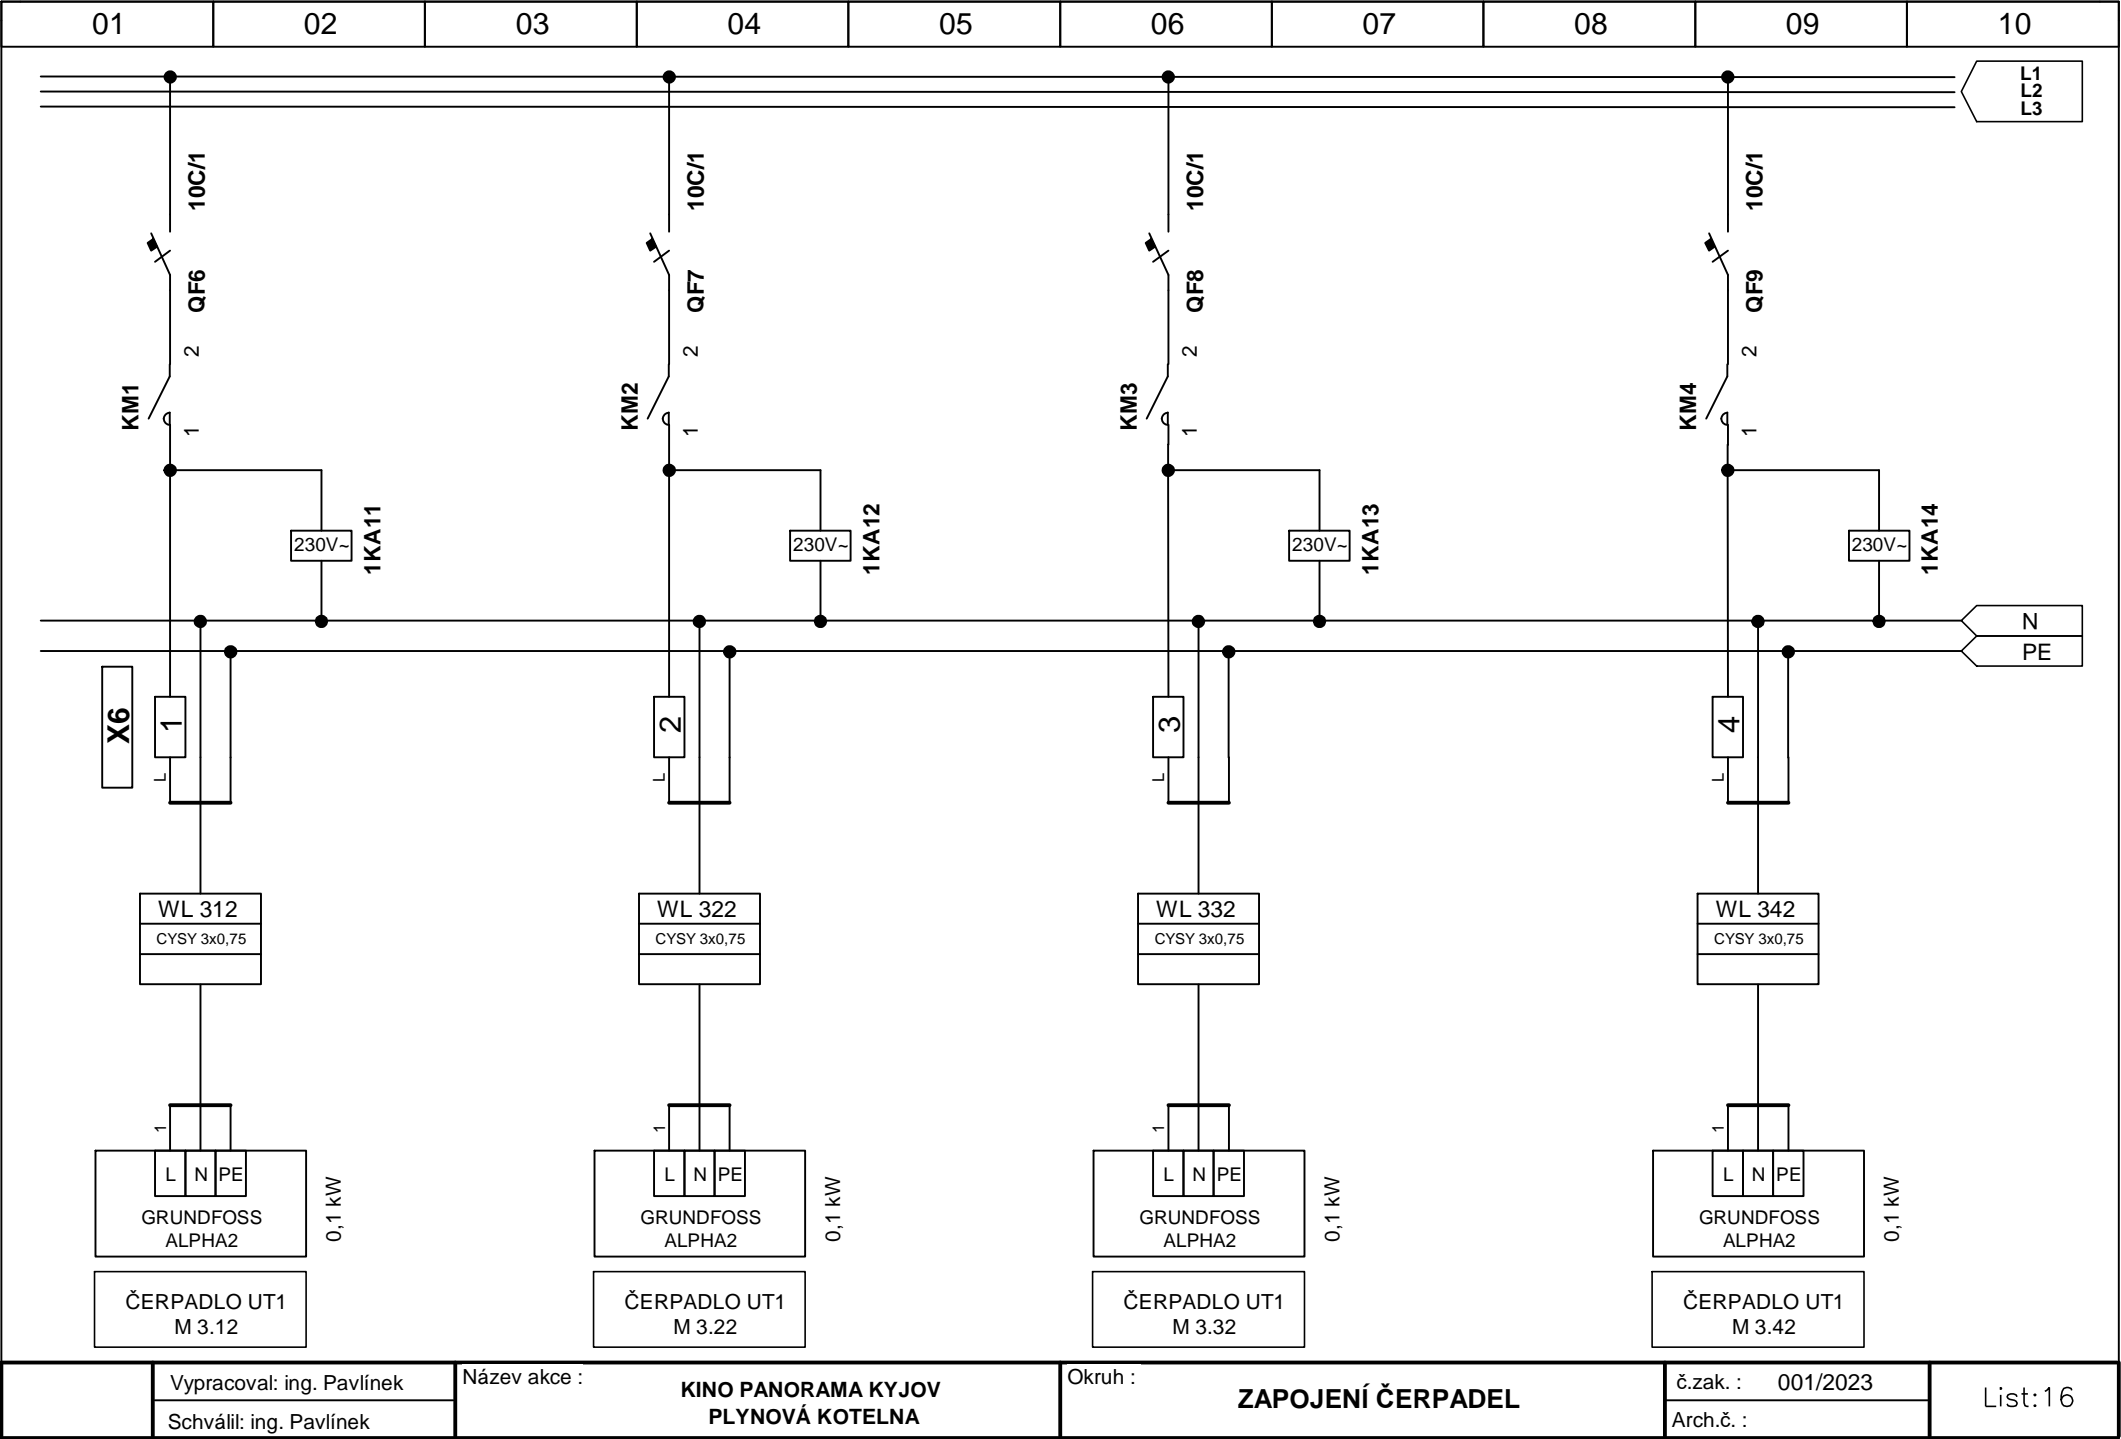 01 02 03 04 05 06 07 08 09 10
L1
L2
L3
10C/1 10C/1 10C/1 10C/1
QF6 QF7 QF8 QF9
2 2 2 2
KM1 KM2 KM3 KM4
1 1 1 1
1KA11 1KA12 1KA13 1KA14
230V~ 230V~ 230V~ 230V~
N
PE
X6 1 2 3 4
L L L L
WL 312 WL 322 WL 332 WL 342
CYSY 3x0,75 CYSY 3x0,75 CYSY 3x0,75 CYSY 3x0,75
1 1 1 1
L N PE L N PE L N PE L N PE
0,1 kW 0,1 kW 0,1 kW 0,1 kW
GRUNDFOSS GRUNDFOSS GRUNDFOSS GRUNDFOSS
ALPHA2 ALPHA2 ALPHA2 ALPHA2
ČERPADLO UT1 ČERPADLO UT1 ČERPADLO UT1 ČERPADLO UT1
M 3.12 M 3.22 M 3.32 M 3.42
Vypracoval: ing. Pavlínek
Schválil: ing. Pavlínek
Název akce :
KINO PANORAMA KYJOV
PLYNOVÁ KOTELNA
Okruh :
ZAPOJENÍ ČERPADEL
č.zak. : 001/2023
Arch.č. :
List:16